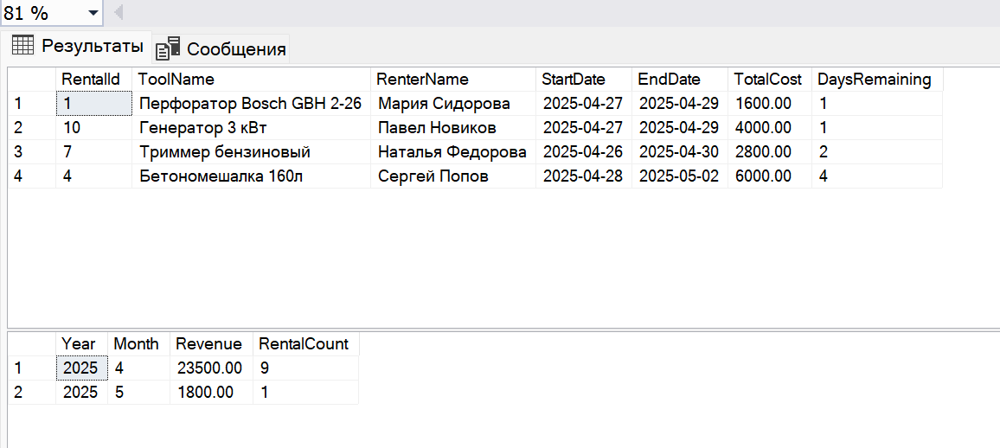 81 %
Результаты Сообщения
RentalId ToolName RenterName StartDate EndDate TotalCost DaysRemaining
1 1 Перфоратор Bosch GBH 2-26 Мария Сидорова 2025-04-27 2025-04-29 1600.00 1
2 10 Генератор 3 кВт Павел Новиков 2025-04-27 2025-04-29 4000.00 1
3 7 Триммер бензиновый Наталья Федорова 2025-04-26 2025-04-30 2800.00 2
4 4 Бетономешалка 160л Сергей Попов 2025-04-28 2025-05-02 6000.00 4
Year Month Revenue RentalCount
1 2025 4 23500.00 9
2 2025 5 1800.00 1